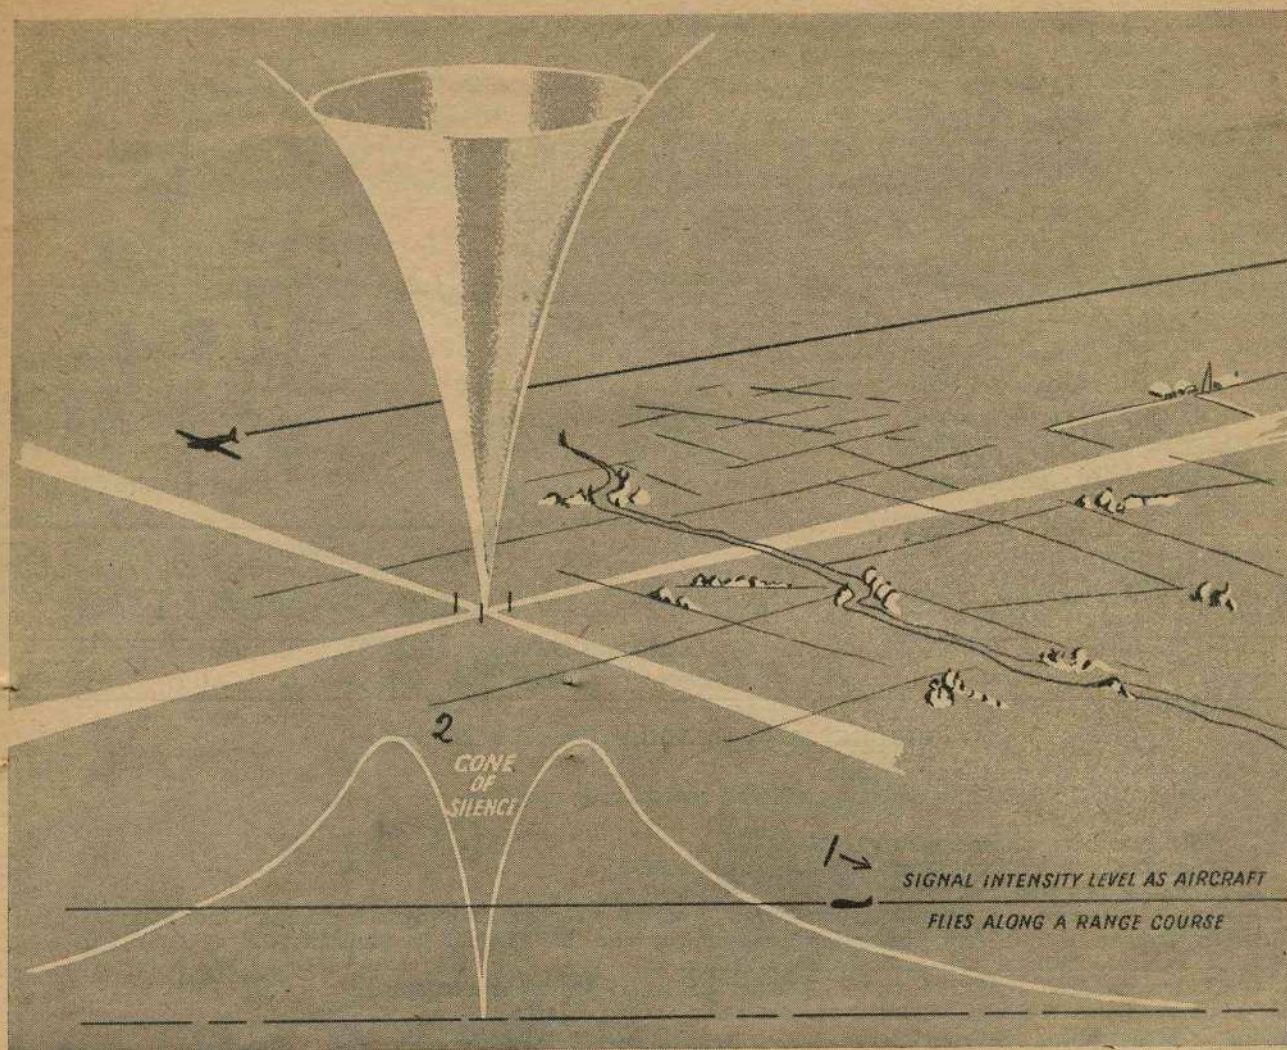 2
CONE
OF
SILENCE
1
SIGNAL INTENSITY LEVEL AS AIRCRAFT
FLIES ALONG A RANGE COURSE